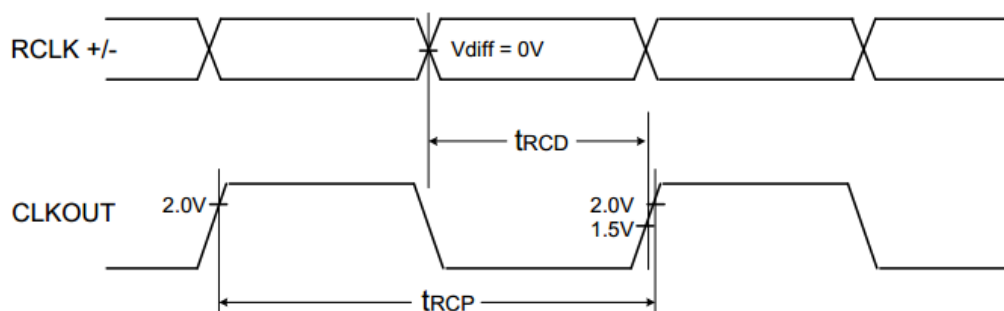 RCLK +/-
Vdiff = 0V
tRCD
CLKOUT
2.0V
2.0V
1.5V
tRCP